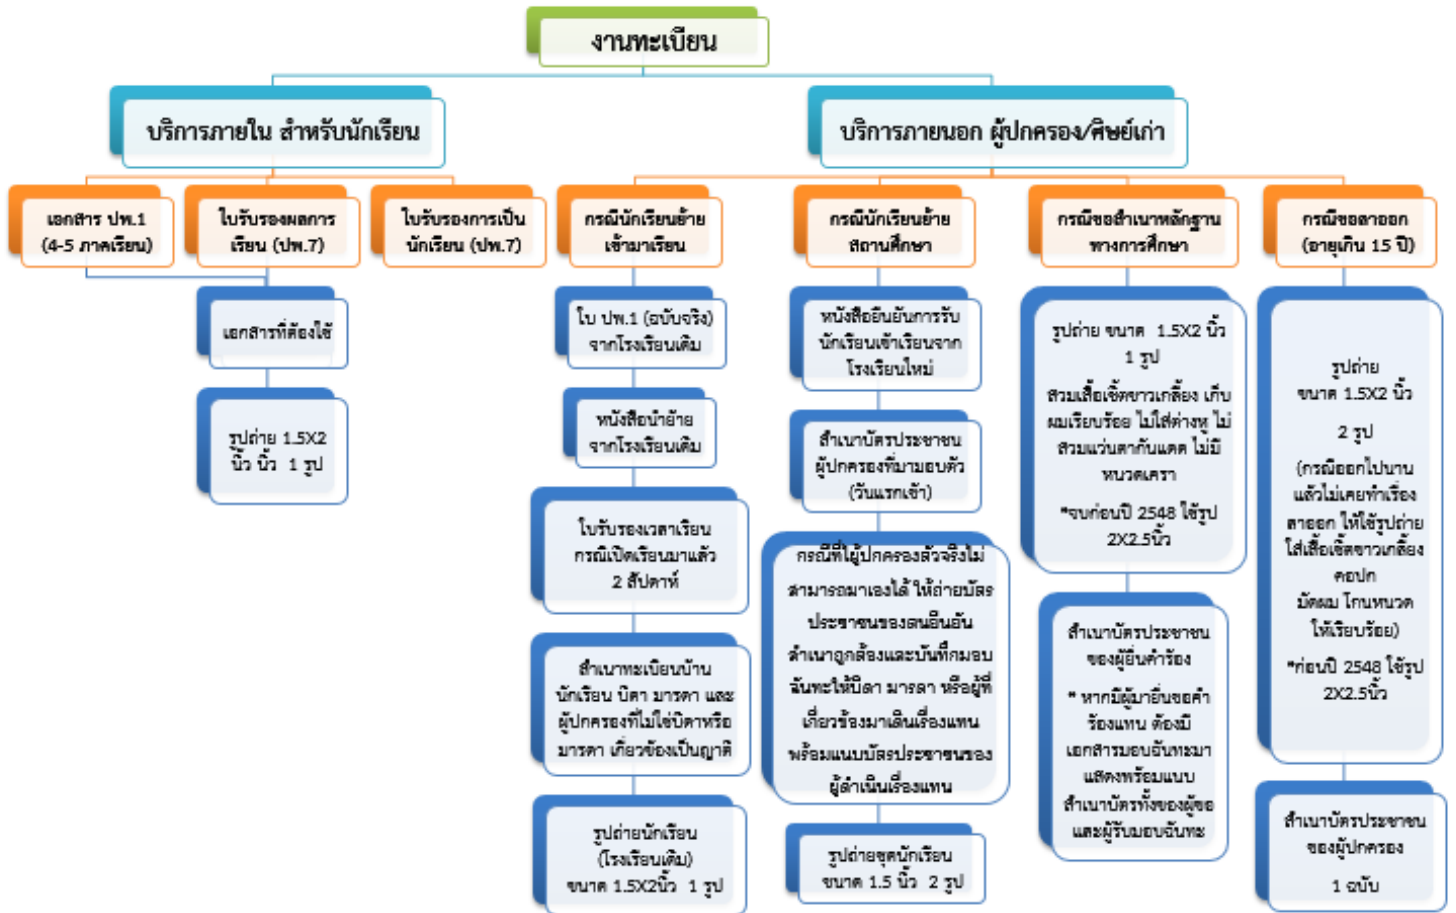 งานทะเบียน
บริการภายใน สำหรับนักเรียน
บริการภายนอก ผู้ปกครอง/ศิษย์เก่า
เอกสาร ปพ.1
(4-5 ภาคเรียน)
ใบรับรองผลการ
เรียน (ปพ.7)
ใบรับรองการเป็น
นักเรียน (ปพ.7)
กรณีนักเรียนย้าย
เข้ามาเรียน
กรณีนักเรียนย้าย
สถานศึกษา
กรณีขอสำเนาหลักฐาน
ทางการศึกษา
กรณีขอลาออก
(อายุเกิน 15 ปี)
เอกสารที่ต้องใช้
รูปถ่าย 1.5X2
นิ้ว นิ้ว 1 รูป
ใบ ปพ.1 (ฉบับจริง)
จากโรงเรียนเดิม
หนังสือนำย้าย
จากโรงเรียนเดิม
ใบรับรองเวลาเรียน
กรณีเปิดเรียนมาแล้ว
2 สัปดาห์
สำเนาทะเบียนบ้าน
นักเรียน บิดา มารดา และ
ผู้ปกครองที่ไม่ใช่บิดาหรือ
มารดา เกี่ยวข้องเป็นญาติ
รูปถ่ายนักเรียน
(โรงเรียนเดิม)
ขนาด 1.5X2นิ้ว 1 รูป
หนังสือยืนยันการรับ
นักเรียนเข้าเรียนจาก
โรงเรียนใหม่
สำเนาบัตรประชาชน
ผู้ปกครองที่มามอบตัว
(วันแรกเข้า)
กรณีที่ผู้ปกครองตัวจริงไม่
สามารถมาเองได้ ให้ถ่ายบัตร
ประชาชนของตนยืนยัน
สำเนาถูกต้องและบันทึกมอบ
ฉันทะให้บิดา มารดา หรือผู้ที่
เกี่ยวข้องมาเดินเรื่องแทน
พร้อมแนบบัตรประชาชนของ
ผู้ดำเนินเรื่องแทน
รูปถ่ายชุดนักเรียน
ขนาด 1.5 นิ้ว 2 รูป
รูปถ่าย ขนาด 1.5X2 นิ้ว
1 รูป
สวมเสื้อเชิ้ตขาวเกลี้ยง เก็บ
ผมเรียบร้อย ไม่ใส่ต่างหู ไม่
สวมแว่นตากันแดด ไม่มี
หนวดเครา
*จบก่อนปี 2548 ใช้รูป
2X2.5นิ้ว
สำเนาบัตรประชาชน
ของผู้ยื่นคำร้อง
* หากมีผู้มายื่นขอคำ
ร้องแทน ต้องมี
เอกสารมอบฉันทะมา
แสดงพร้อมแนบ
สำเนาบัตรทั้งของผู้ขอ
และผู้รับมอบฉันทะ
รูปถ่าย
ขนาด 1.5X2 นิ้ว
2 รูป
(กรณีออกไปนาน
แล้วไม่เคยทำเรื่อง
ลาออก ให้ใช้รูปถ่าย
ใส่เสื้อเชิ้ตขาวเกลี้ยง
คอปก
มัดผม โกนหนวด
ให้เรียบร้อย)
*ก่อนปี 2548 ใช้รูป
2X2.5นิ้ว
สำเนาบัตรประชาชน
ของผู้ปกครอง
1 ฉบับ